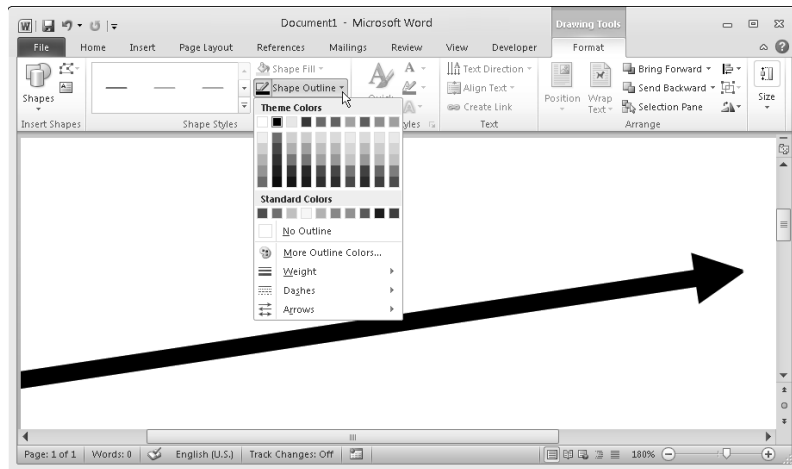 Document1 - Microsoft Word
Drawing Tools
File Home Insert Page Layout References Mailings Review View Developer Format
Shapes
Shape Fill
Shape Outline
Text Direction
Align Text
Create Link
Position
Wrap Text
Bring Forward
Send Backward
Selection Pane
Size
Insert Shapes Shape Styles Text Arrange
Theme Colors
Standard Colors
No Outline
More Outline Colors...
Weight
Dashes
Arrows
Page: 1 of 1 Words: 0 English (U.S.) Track Changes: Off 180%